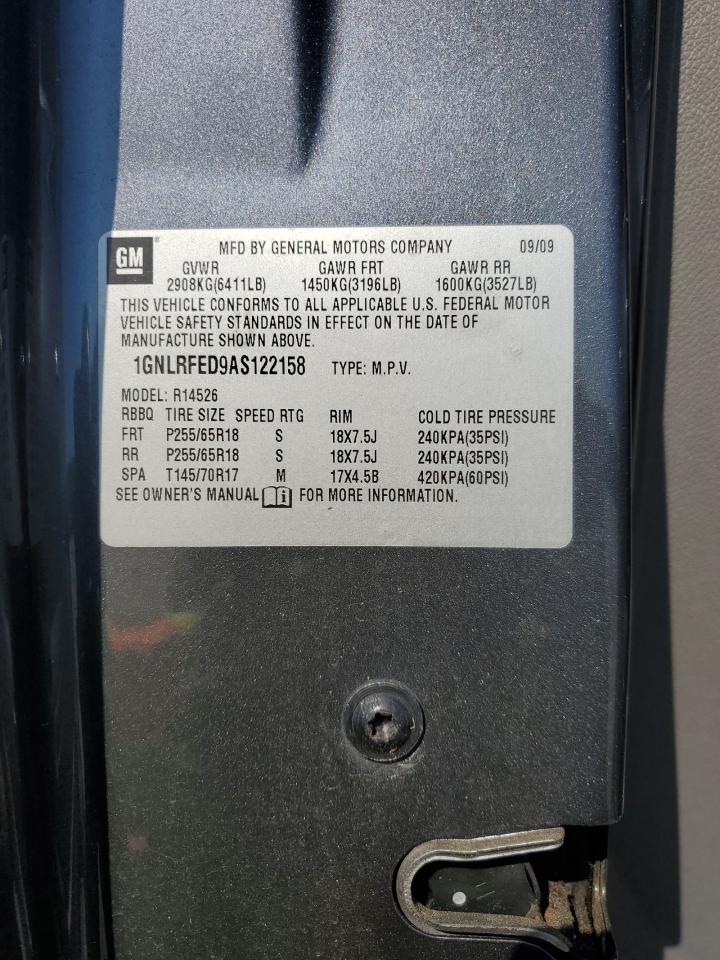 GM ® MFD BY GENERAL MOTORS COMPANY 09/09
GVWR GAWR FRT GAWR RR
2908KG(6411LB) 1450KG(3196LB) 1600KG(3527LB)
THIS VEHICLE CONFORMS TO ALL APPLICABLE U.S. FEDERAL MOTOR
VEHICLE SAFETY STANDARDS IN EFFECT ON THE DATE OF
MANUFACTURE SHOWN ABOVE.
1GNLRFED9AS122158 TYPE: M.P.V.
MODEL: R14526
RBBQ TIRE SIZE SPEED RTG RIM COLD TIRE PRESSURE
FRT P255/65R18 S 18X7.5J 240KPA(35PSI)
RR P255/65R18 S 18X7.5J 240KPA(35PSI)
SPA T145/70R17 M 17X4.5B 420KPA(60PSI)
SEE OWNER'S MANUAL i FOR MORE INFORMATION.